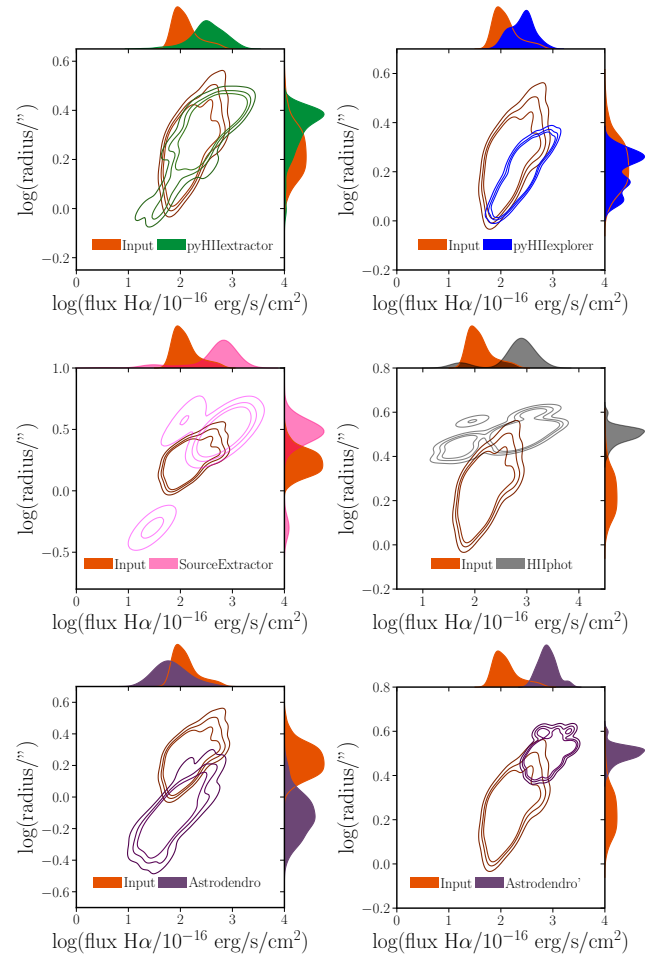 0.6
0.4
0.2
0.0
−0.2
log(radius/")
Input pyHIIextractor
0 1 2 3 4
log(flux Hα/10⁻¹⁶ erg/s/cm²)
0.6
0.4
0.2
0.0
−0.2
log(radius/")
Input pyHIIexplorer
0 1 2 3 4
log(flux Hα/10⁻¹⁶ erg/s/cm²)
1.0
0.5
0.0
−0.5
log(radius/")
Input SourceExtractor
0 1 2 3 4
log(flux Hα/10⁻¹⁶ erg/s/cm²)
0.8
0.6
0.4
0.2
0.0
−0.2
log(radius/")
Input HIIphot
1 2 3 4
log(flux Hα/10⁻¹⁶ erg/s/cm²)
0.6
0.4
0.2
0.0
−0.2
−0.4
−0.6
log(radius/")
Input Astrodendro
0 1 2 3 4
log(flux Hα/10⁻¹⁶ erg/s/cm²)
0.8
0.6
0.4
0.2
0.0
−0.2
log(radius/")
Input Astrodendro'
0 1 2 3 4
log(flux Hα/10⁻¹⁶ erg/s/cm²)